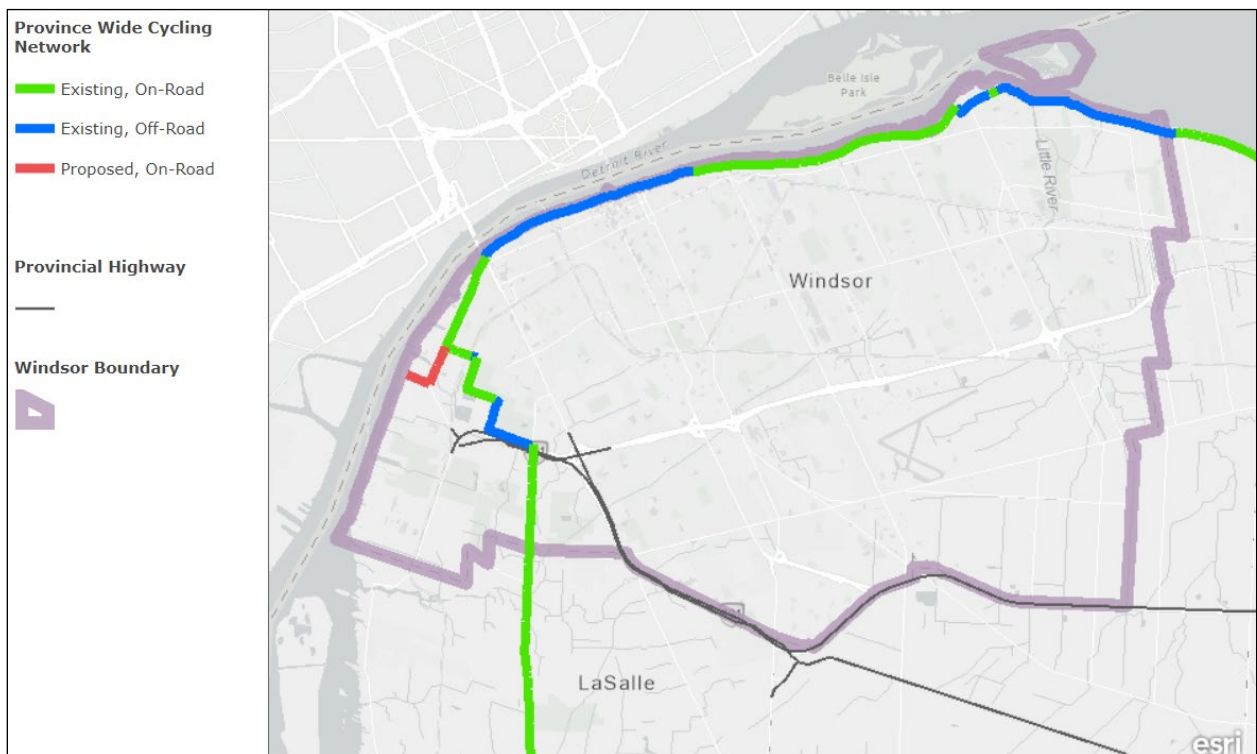 Province Wide Cycling
Network
Existing, On-Road
Existing, Off-Road
Proposed, On-Road
Provincial Highway
Windsor Boundary
Belle Isle
Park
Detroit River
Little River
Windsor
LaSalle
esri